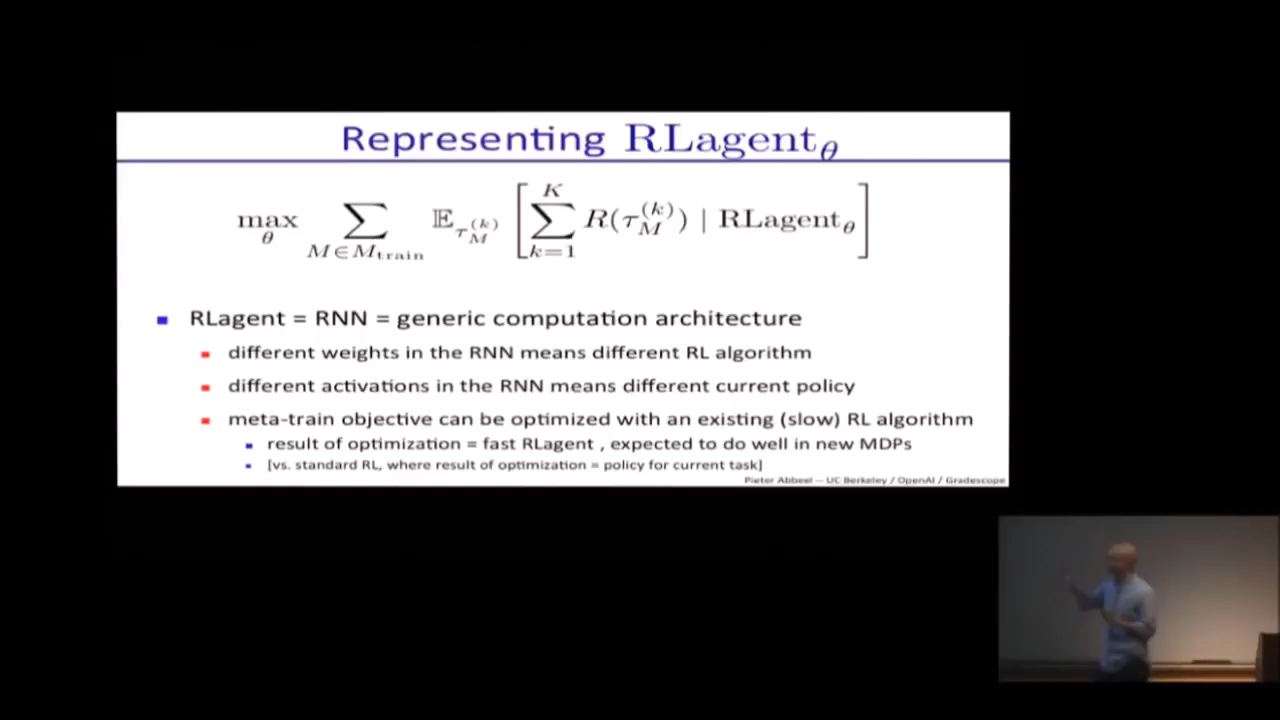 Representing RLagent_θ
max_θ ∑_{M∈M_train} 𝔼_{τ_M^{(k)}} [ ∑_{k=1}^{K} R(τ_M^{(k)}) | RLagent_θ ]
RLagent = RNN = generic computation architecture
different weights in the RNN means different RL algorithm
different activations in the RNN means different current policy
meta-train objective can be optimized with an existing (slow) RL algorithm
result of optimization = fast RLagent , expected to do well in new MDPs
[vs. standard RL, where result of optimization = policy for current task]
Pieter Abbeel -- UC Berkeley / OpenAI / Gradescope